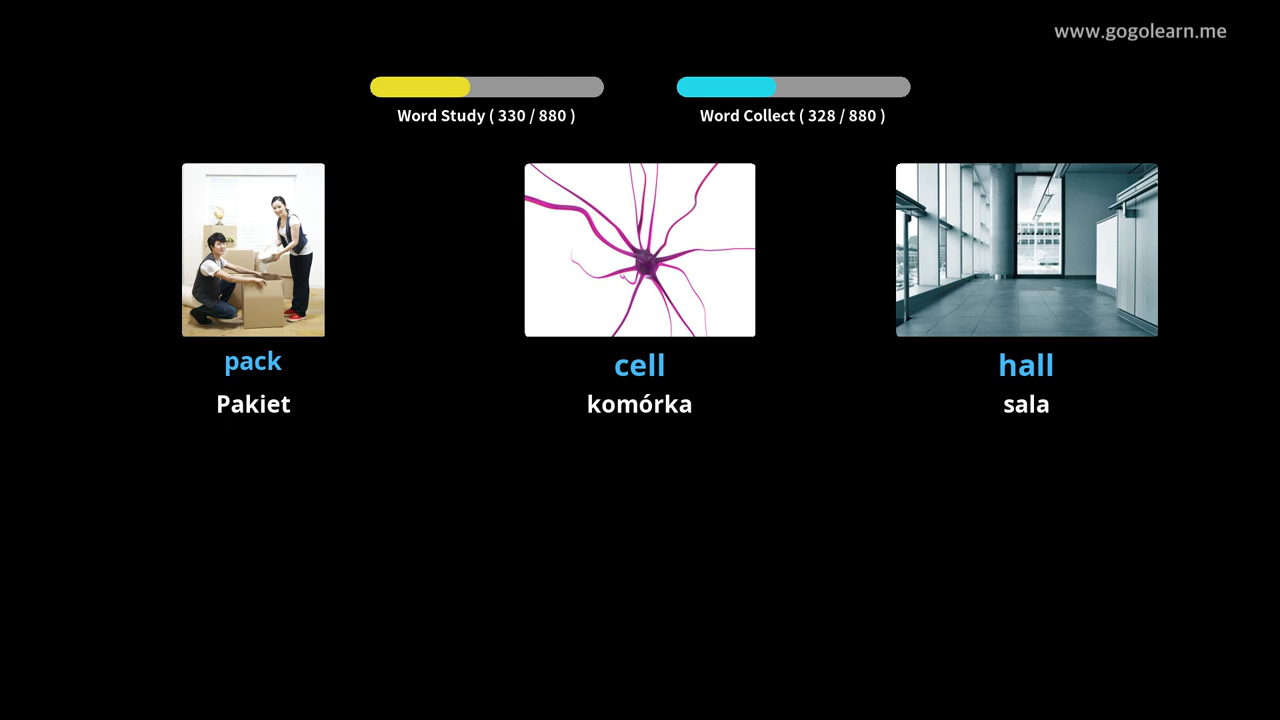 www.gogolearn.me
Word Study ( 330 / 880 )
Word Collect ( 328 / 880 )
pack
cell
hall
Pakiet
komórka
sala